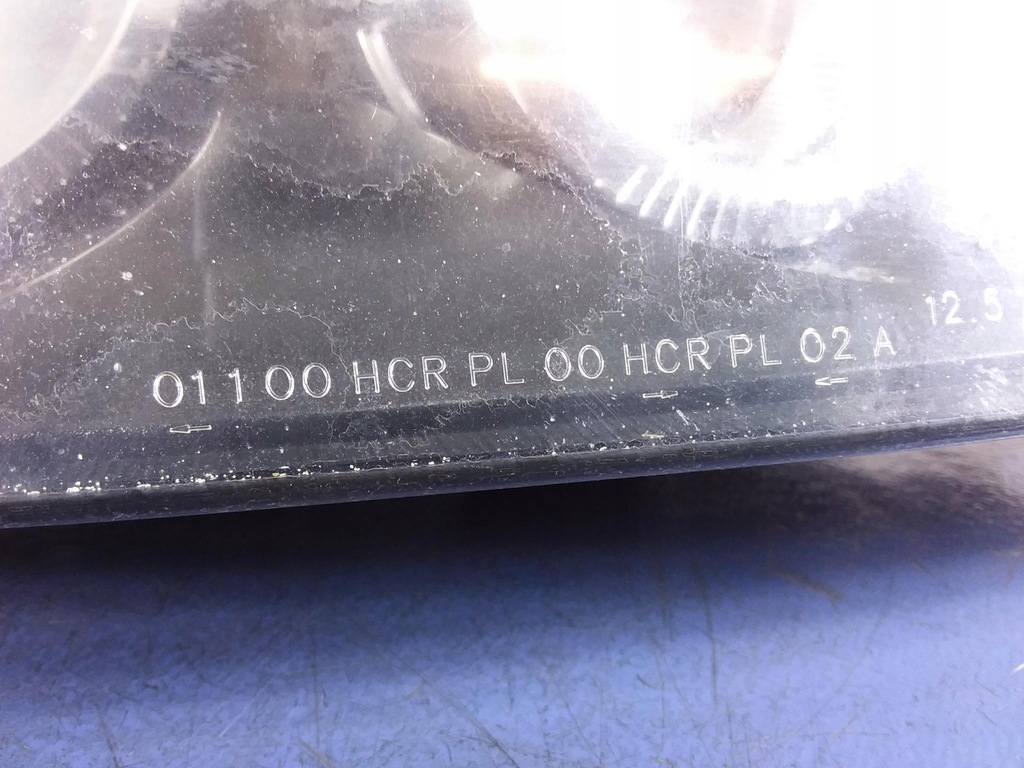 01 1 00 HCR PL 00 HCR PL 02 A 12.5
← → ←